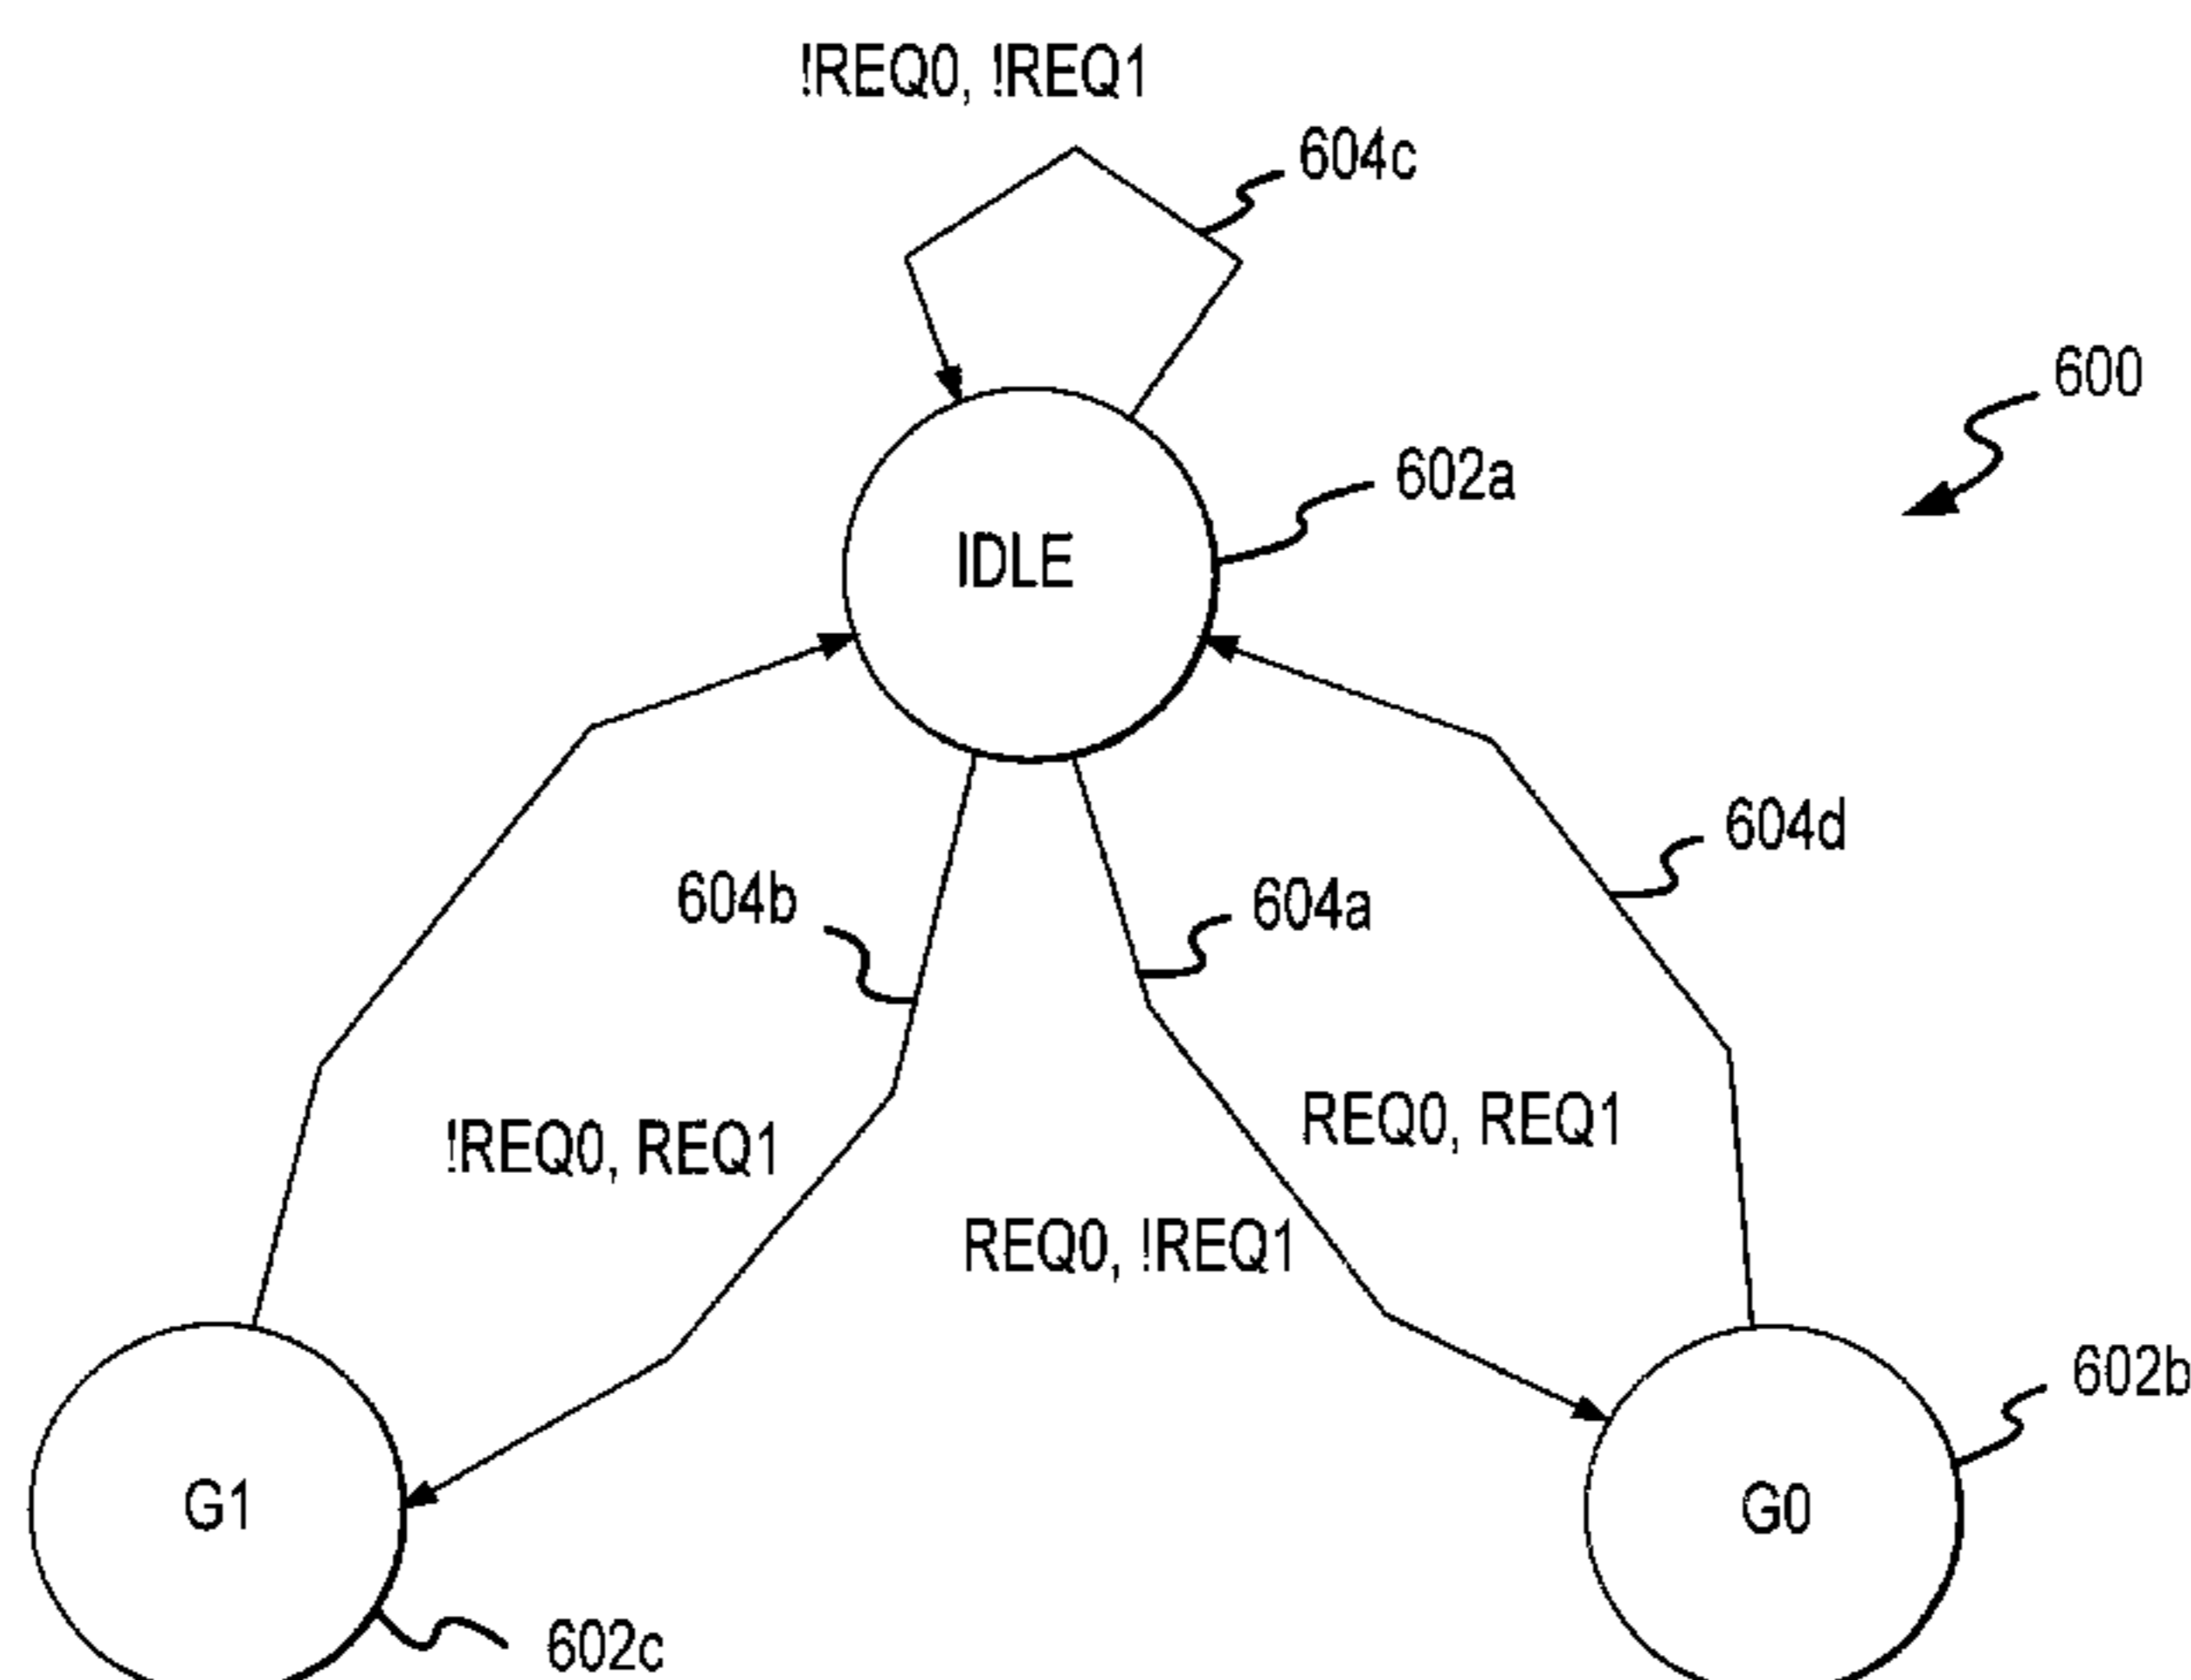 !REQ0, !REQ1
604c
600
602a
IDLE
604d
604b
604a
REQ0, REQ1
!REQ0, REQ1
REQ0, !REQ1
602b
G1
G0
602c